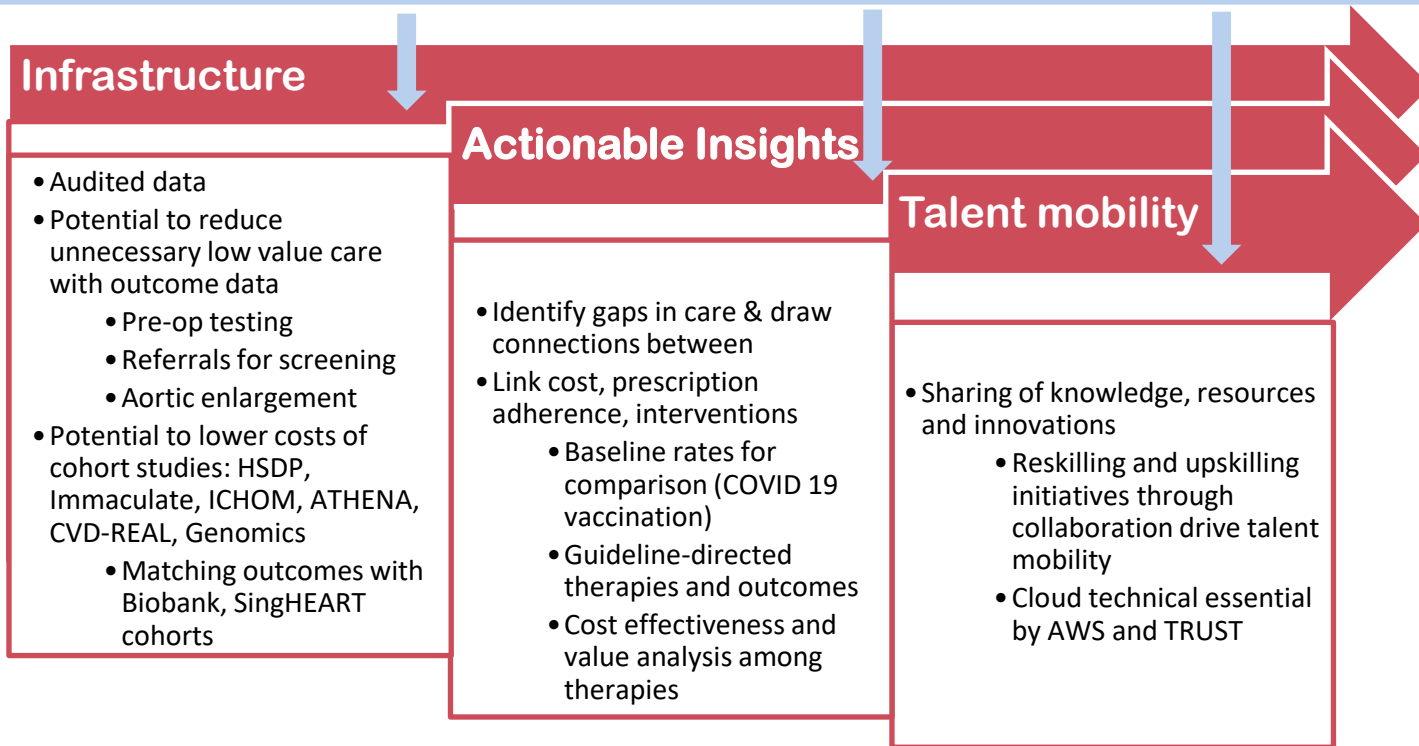 Infrastructure
• Audited data
• Potential to reduce
unnecessary low value care
with outcome data
• Pre-op testing
• Referrals for screening
• Aortic enlargement
• Potential to lower costs of
cohort studies: HSDP,
Immaculate, ICHOM, ATHENA,
CVD-REAL, Genomics
• Matching outcomes with
Biobank, SingHEART
cohorts
Actionable Insights
• Identify gaps in care & draw
connections between
• Link cost, prescription
adherence, interventions
• Baseline rates for
comparison (COVID 19
vaccination)
• Guideline-directed
therapies and outcomes
• Cost effectiveness and
value analysis among
therapies
Talent mobility
• Sharing of knowledge, resources
and innovations
• Reskilling and upskilling
initiatives through
collaboration drive talent
mobility
• Cloud technical essential
by AWS and TRUST